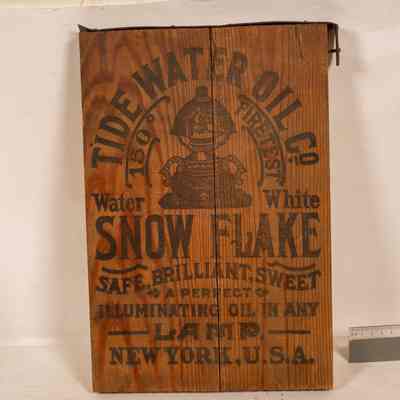 TIDE WATER OIL Co
150° FIRE TEST
Water White
SNOW FLAKE
SAFE, BRILLIANT, SWEET
A PERFECT
ILLUMINATING OIL IN ANY
LAMP.
NEW YORK, U.S.A.